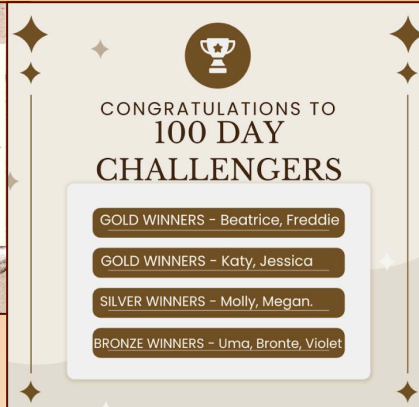 CONGRATULATIONS TO
100 DAY
CHALLENGERS
GOLD WINNERS - Beatrice, Freddie
GOLD WINNERS - Katy, Jessica
SILVER WINNERS - Molly, Megan.
BRONZE WINNERS - Uma, Bronte, Violet